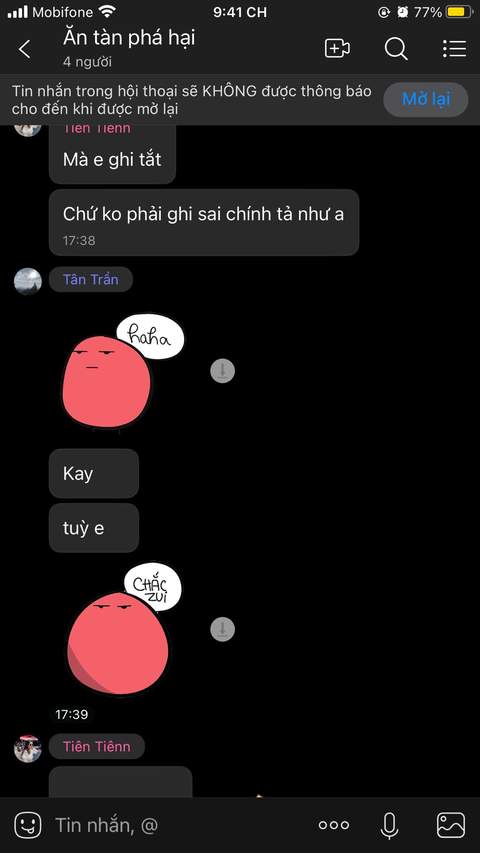 Mobifone
9:41 CH
77%
Ăn tàn phá hại
4 người
Tin nhắn trong hội thoại sẽ KHÔNG được thông báo
cho đến khi được mở lại
Mở lại
Tiên Tiênn
Mà e ghi tắt
Chứ ko phải ghi sai chính tả như a
17:38
Tân Trần
haha
Kay
tuỳ e
CHẮC
ZUI
17:39
Tiên Tiênn
Tin nhắn, @